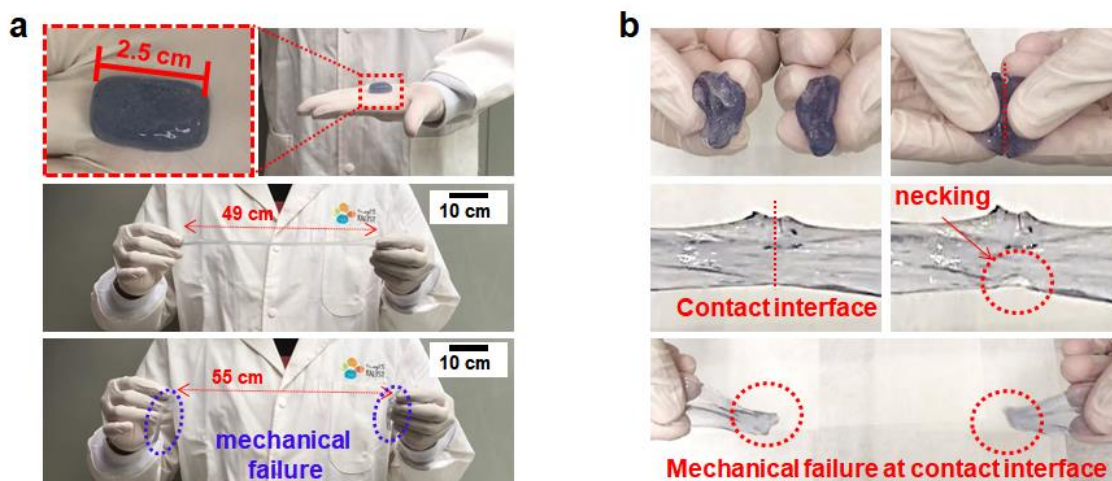 a
2.5 cm
49 cm
10 cm
KAIST
55 cm
10 cm
mechanical
failure
b
necking
Contact interface
Mechanical failure at contact interface